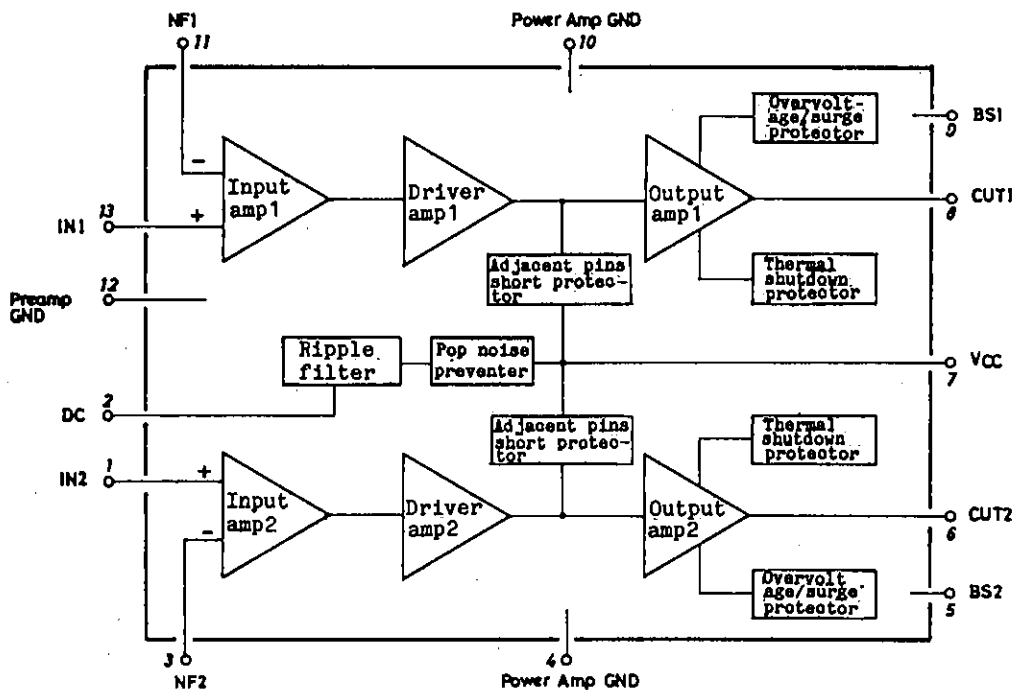 NF1
11
Power Amp GND
10
Overvolt-
age/surge
protector
BS1
9
-
Input
amp1
Driver
amp1
Output
amp1
CUT1
8
13
IN1
+
Adjacent pins
short protec-
tor
Thermal
shutdown
protector
12
Preamp
GND
Ripple
filter
Pop noise
preventer
VCC
7
2
DC
Adjacent pins
short protec-
tor
Thermal
shutdown
protector
1
IN2
+
Input
amp2
-
Driver
amp2
Output
amp2
CUT2
6
Overvolt
age/surge
protector
BS2
5
3
NF2
4
Power Amp GND